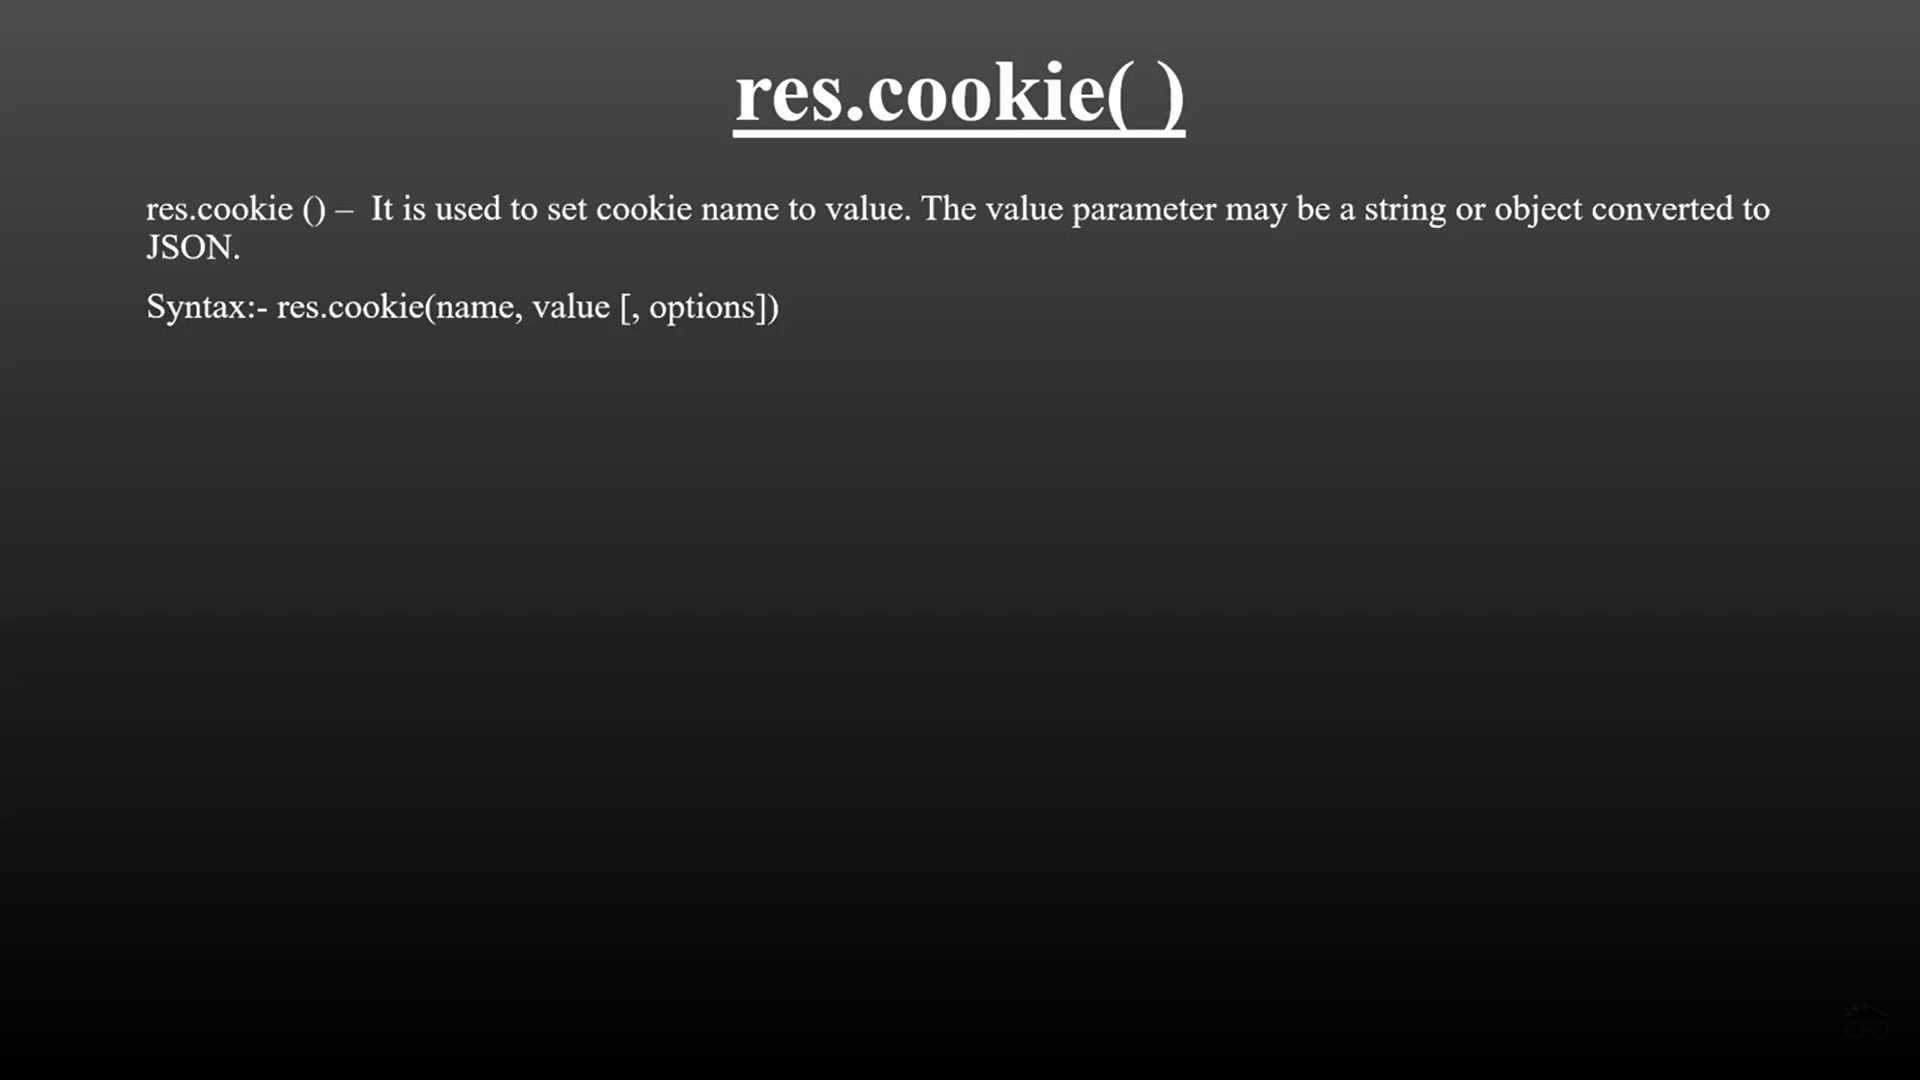 res.cookie( )
res.cookie () –  It is used to set cookie name to value. The value parameter may be a string or object converted to
JSON.
Syntax:- res.cookie(name, value [, options])